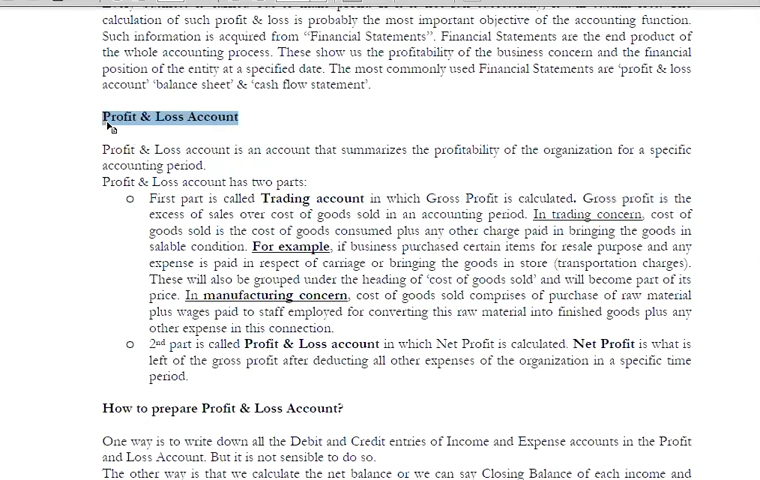 calculation of such profit & loss is probably the most important objective of the accounting function.
Such information is acquired from “Financial Statements”. Financial Statements are the end product of
the whole accounting process. These show us the profitability of the business concern and the financial
position of the entity at a specified date. The most commonly used Financial Statements are ‘profit & loss
account’ ‘balance sheet’ & ‘cash flow statement’.
Profit & Loss Account
Profit & Loss account is an account that summarizes the profitability of the organization for a specific
accounting period.
Profit & Loss account has two parts:
o First part is called Trading account in which Gross Profit is calculated. Gross profit is the
excess of sales over cost of goods sold in an accounting period. In trading concern, cost of
goods sold is the cost of goods consumed plus any other charge paid in bringing the goods in
salable condition. For example, if business purchased certain items for resale purpose and any
expense is paid in respect of carriage or bringing the goods in store (transportation charges).
These will also be grouped under the heading of ‘cost of goods sold’ and will become part of its
price. In manufacturing concern, cost of goods sold comprises of purchase of raw material
plus wages paid to staff employed for converting this raw material into finished goods plus any
other expense in this connection.
o 2nd part is called Profit & Loss account in which Net Profit is calculated. Net Profit is what is
left of the gross profit after deducting all other expenses of the organization in a specific time
period.
How to prepare Profit & Loss Account?
One way is to write down all the Debit and Credit entries of Income and Expense accounts in the Profit
and Loss Account. But it is not sensible to do so.
The other way is that we calculate the net balance or we can say Closing Balance of each income and